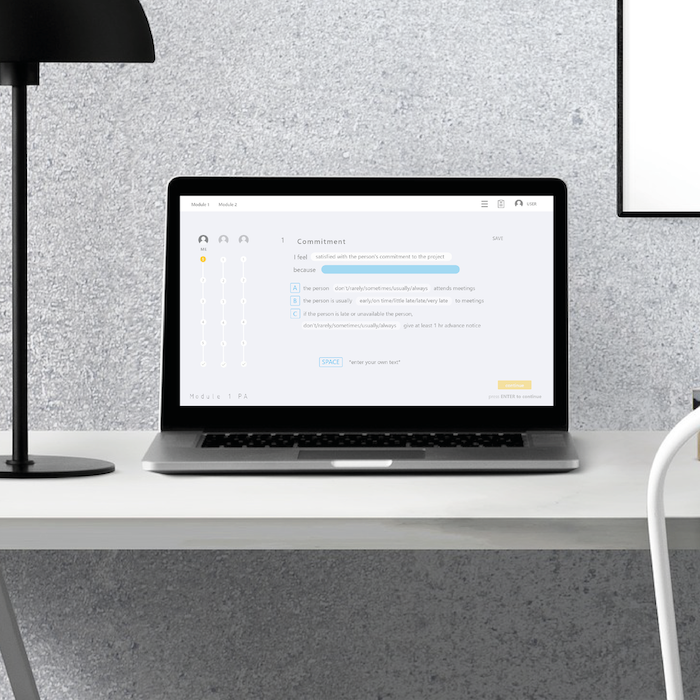 Module 1 Module 2 USER
1 Commitment SAVE
I feel satisfied with the person's commitment to the project
because
A the person don't/rarely/sometimes/usually/always attends meetings
B the person is usually early/on time/little late/late/very late to meetings
C if the person is late or unavailable the person,
don't/rarely/sometimes/usually/always give at least 1 hr advance notice
SPACE *enter your own text*
Module 1 PA
press ENTER to continue